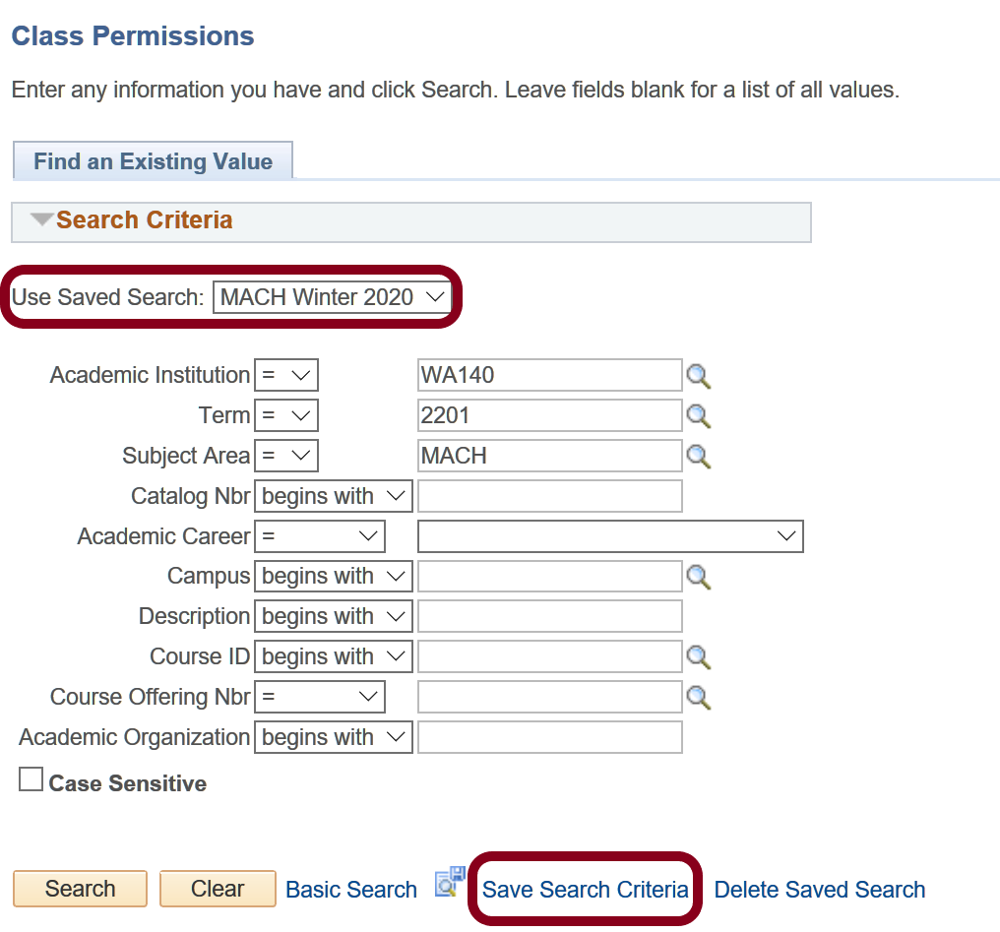 Class Permissions
Enter any information you have and click Search. Leave fields blank for a list of all values.
Find an Existing Value
Search Criteria
Use Saved Search: MACH Winter 2020
Academic Institution = WA140
Term = 2201
Subject Area = MACH
Catalog Nbr begins with
Academic Career =
Campus begins with
Description begins with
Course ID begins with
Course Offering Nbr =
Academic Organization begins with
Case Sensitive
Search Clear Basic Search Save Search Criteria Delete Saved Search